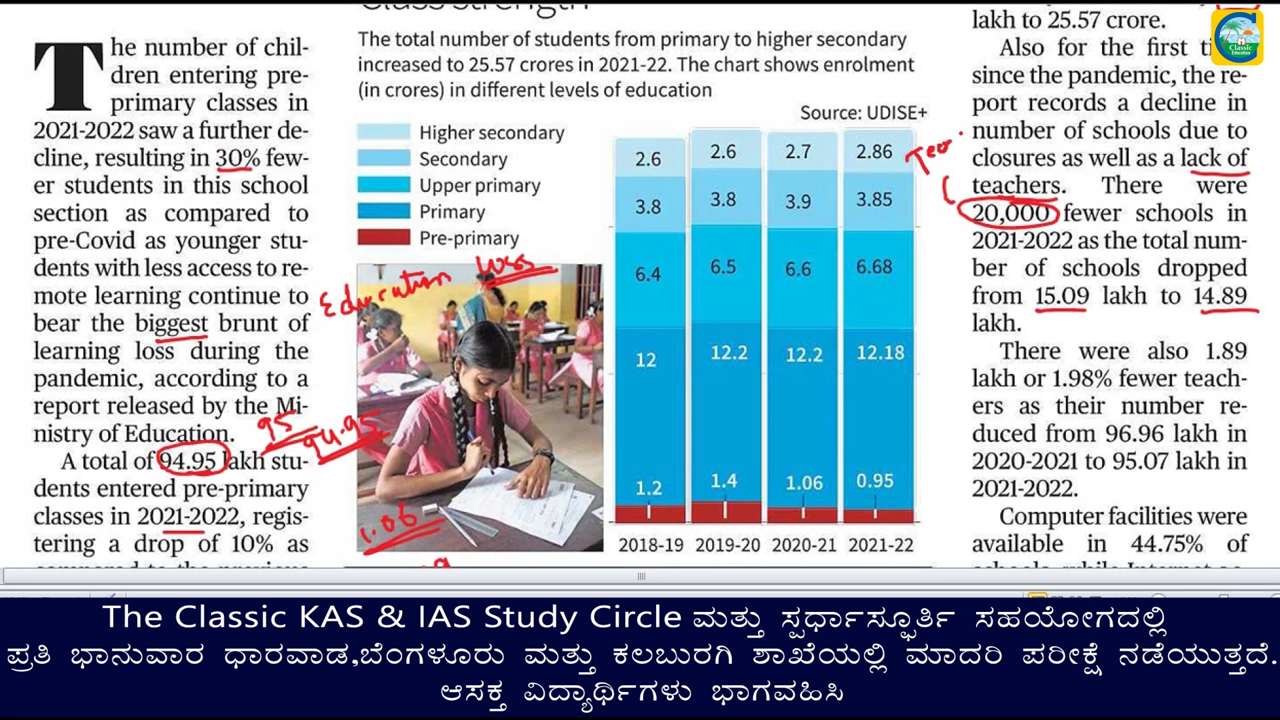 Class strength
The number of chil-
dren entering pre-
primary classes in
2021-2022 saw a further de-
cline, resulting in 30% few-
er students in this school
section as compared to
pre-Covid as younger stu-
dents with less access to re-
mote learning continue to
bear the biggest brunt of
learning loss during the
pandemic, according to a
report released by the Mi-
nistry of Education.
A total of 94.95 lakh stu-
dents entered pre-primary
classes in 2021-2022, regis-
tering a drop of 10% as
compared to the previous
95
94.95
The total number of students from primary to higher secondary
increased to 25.57 crores in 2021-22. The chart shows enrolment
(in crores) in different levels of education
Source: UDISE+
Higher secondary
Secondary
Upper primary
Primary
Pre-primary
2.6 2.6 2.7 2.86
3.8 3.8 3.9 3.85
6.4 6.5 6.6 6.68
12 12.2 12.2 12.18
1.2 1.4 1.06 0.95
2018-19 2019-20 2020-21 2021-22
Education loss
1.06
lakh to 25.57 crore.
Also for the first
since the pandemic, the re-
port records a decline in
number of schools due to
closures as well as a lack of
teachers. There were
20,000 fewer schools in
2021-2022 as the total num-
ber of schools dropped
from 15.09 lakh to 14.89
lakh.
There were also 1.89
lakh or 1.98% fewer teach-
ers as their number re-
duced from 96.96 lakh in
2020-2021 to 95.07 lakh in
2021-2022.
Computer facilities were
available in 44.75% of
Classic
Education
The Classic KAS & IAS Study Circle ಮತ್ತು ಸ್ಪರ್ಧಾಸ್ಫೂರ್ತಿ ಸಹಯೋಗದಲ್ಲಿ
ಪ್ರತಿ ಭಾನುವಾರ ಧಾರವಾಡ,ಬೆಂಗಳೂರು ಮತ್ತು ಕಲಬುರಗಿ ಶಾಖೆಯಲ್ಲಿ ಮಾದರಿ ಪರೀಕ್ಷೆ ನಡೆಯುತ್ತದೆ.
ಆಸಕ್ತ ವಿದ್ಯಾರ್ಥಿಗಳು ಭಾಗವಹಿಸಿ